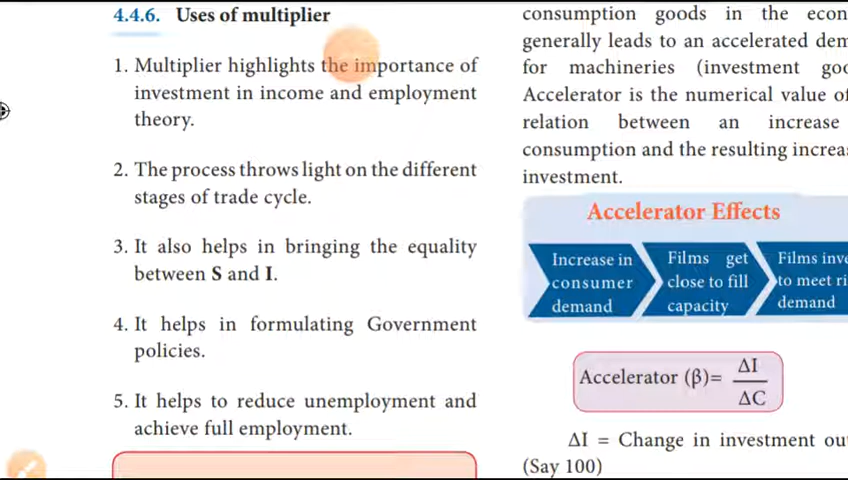 4.4.6. Uses of multiplier
1. Multiplier highlights the importance of
investment in income and employment
theory.
2. The process throws light on the different
stages of trade cycle.
3. It also helps in bringing the equality
between S and I.
4. It helps in formulating Government
policies.
5. It helps to reduce unemployment and
achieve full employment.
consumption goods in the
generally leads to an accelerated
for machineries (investment
Accelerator is the numerical value of
relation between an increase
consumption and the resulting
investment.
Accelerator Effects
Increase in
consumer
demand
Films get
close to fill
capacity
Films
to meet
demand
Accelerator (β)= ΔI
ΔC
ΔI = Change in investment
(Say 100)